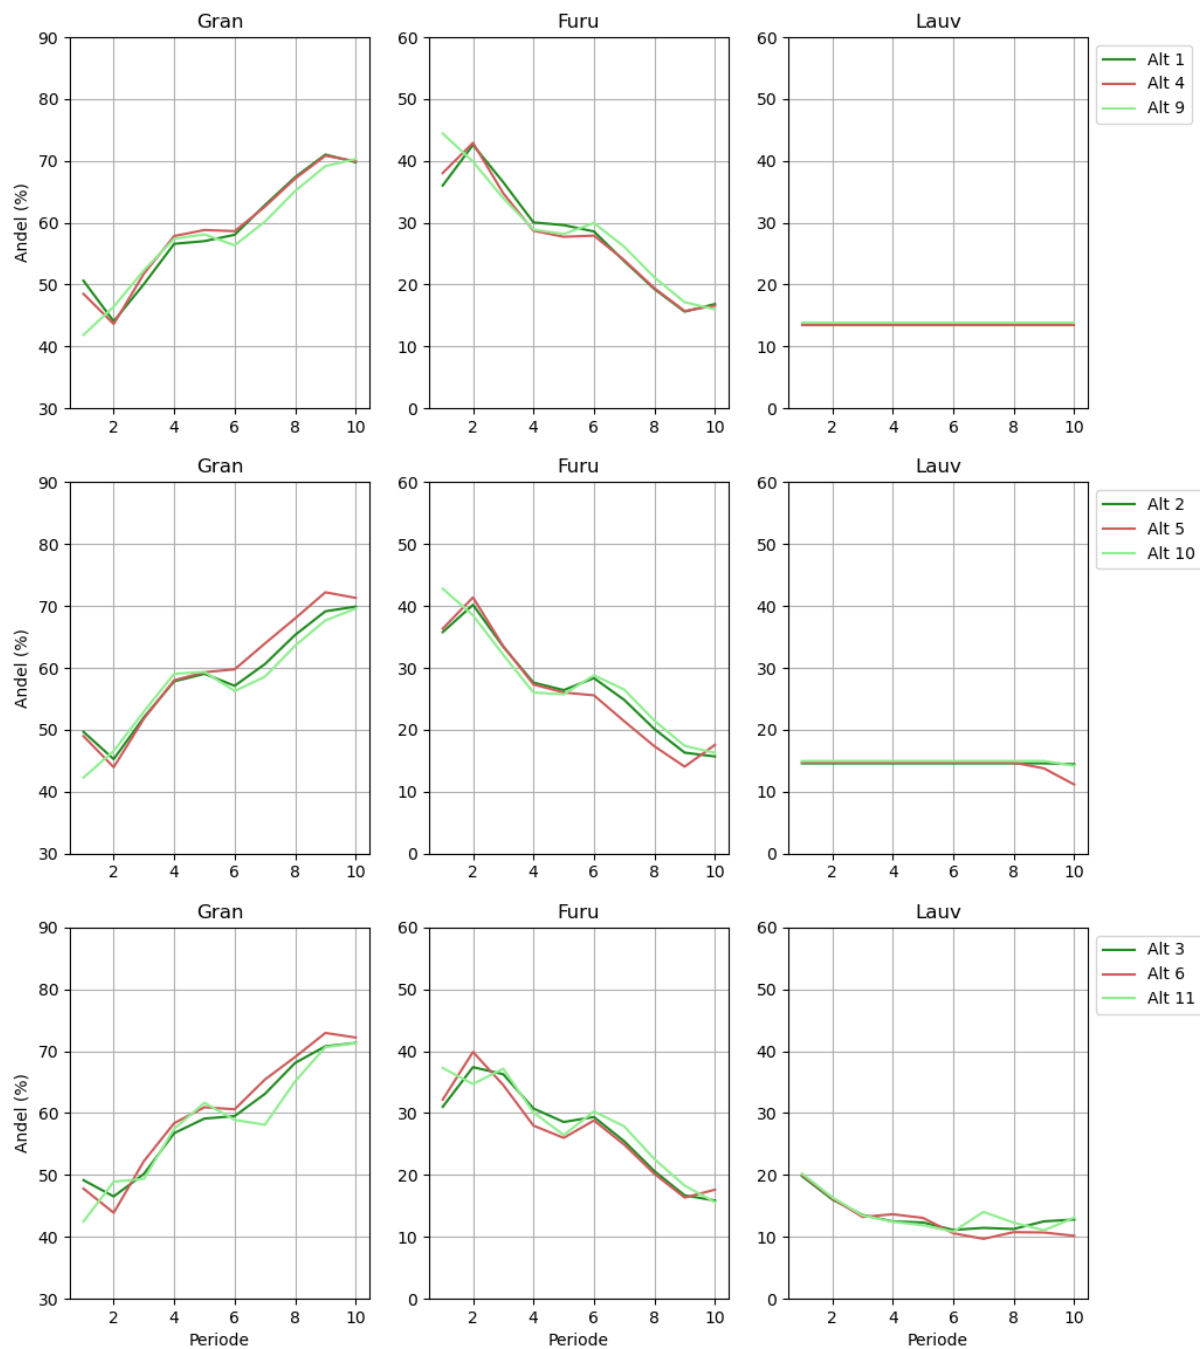 Gran Furu Lauv
90 60 60
Alt 1
Alt 4
Alt 9
80 50 50
70 40 40
60 30 30
50 20 20
40 10 10
30 0 0
Andel (%)
2 4 6 8 10 2 4 6 8 10 2 4 6 8 10
Gran Furu Lauv
90 60 60
Alt 2
Alt 5
Alt 10
80 50 50
70 40 40
60 30 30
50 20 20
40 10 10
30 0 0
Andel (%)
2 4 6 8 10 2 4 6 8 10 2 4 6 8 10
Gran Furu Lauv
90 60 60
Alt 3
Alt 6
Alt 11
80 50 50
70 40 40
60 30 30
50 20 20
40 10 10
30 0 0
Andel (%)
2 4 6 8 10 2 4 6 8 10 2 4 6 8 10
Periode Periode Periode